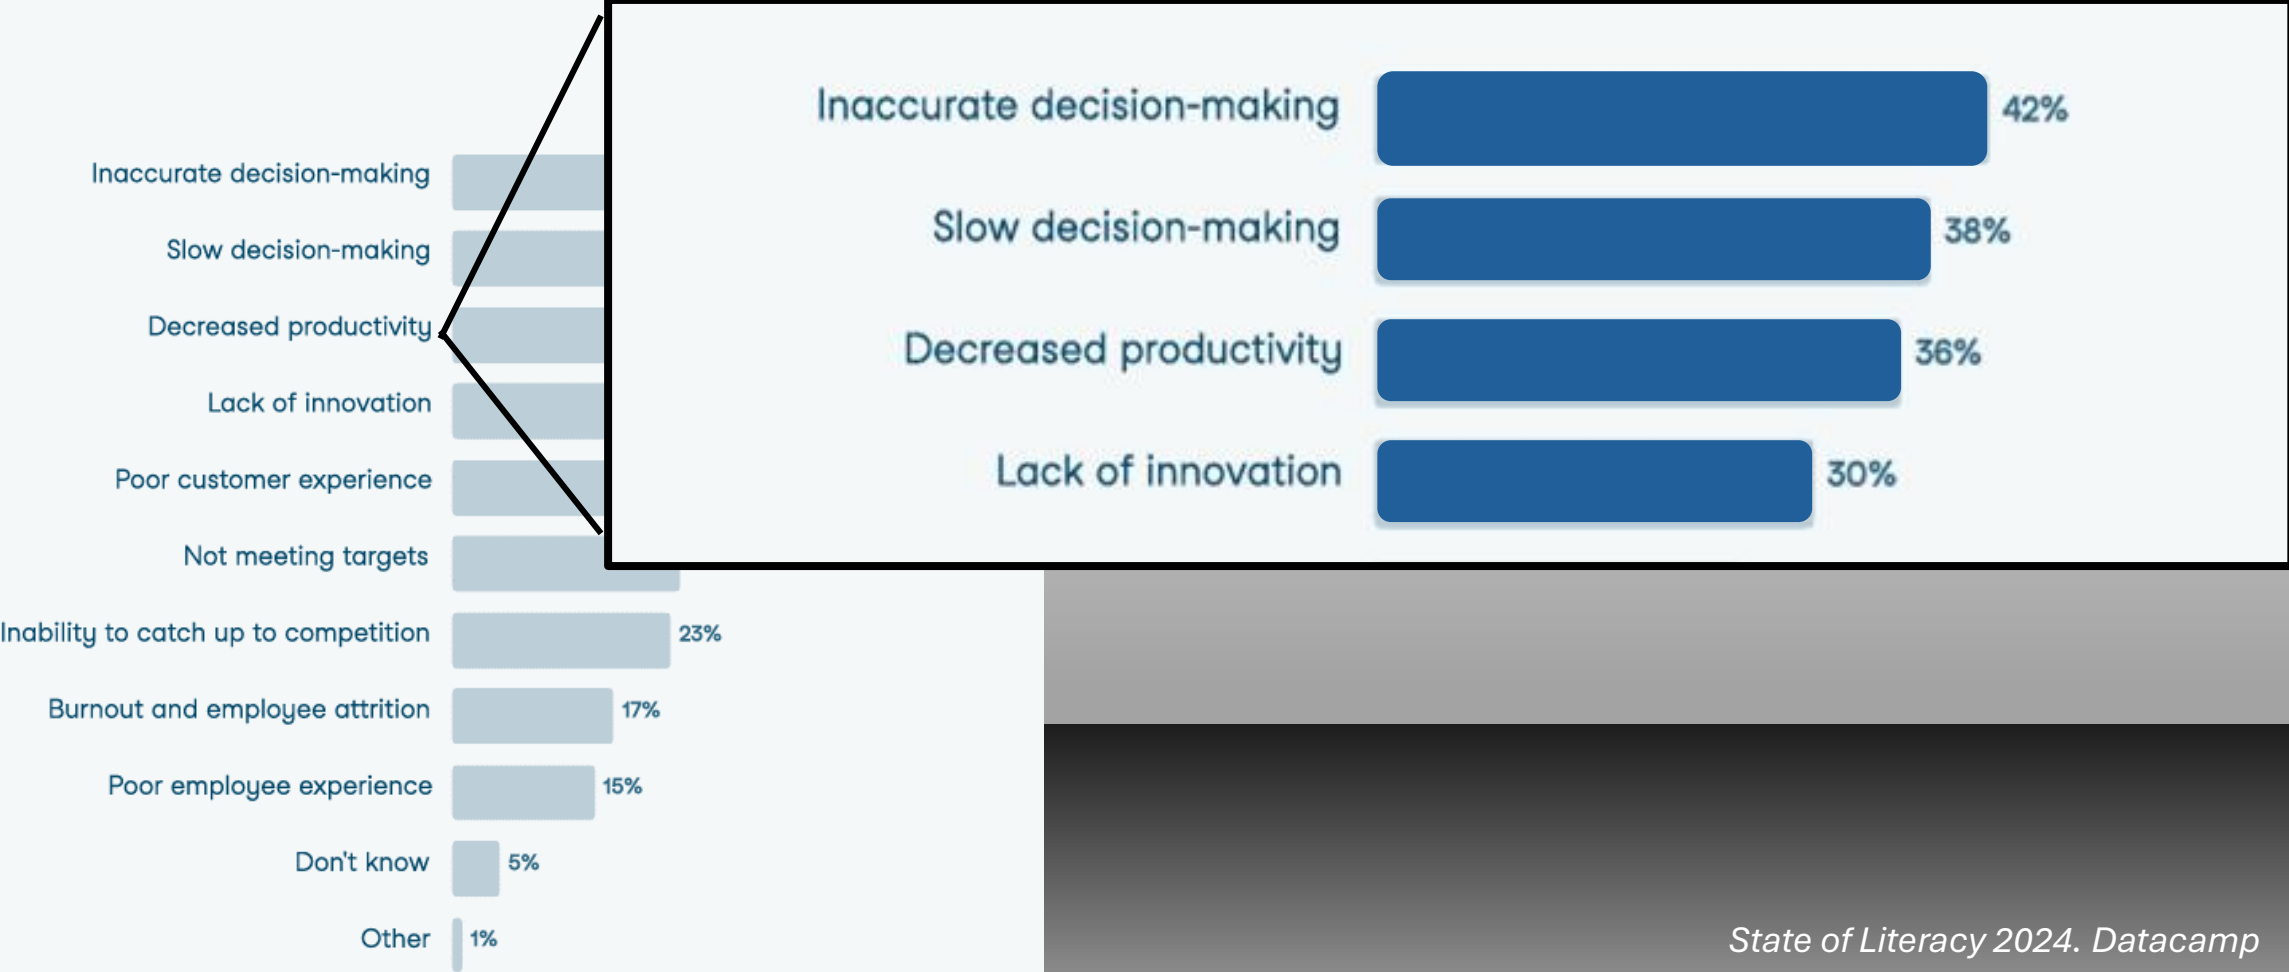 Inaccurate decision-making 42%
Slow decision-making 38%
Decreased productivity 36%
Lack of innovation 30%
Inaccurate decision-making
Slow decision-making
Decreased productivity
Lack of innovation
Poor customer experience
Not meeting targets
Inability to catch up to competition 23%
Burnout and employee attrition 17%
Poor employee experience 15%
Don't know 5%
Other 1%
State of Literacy 2024. Datacamp